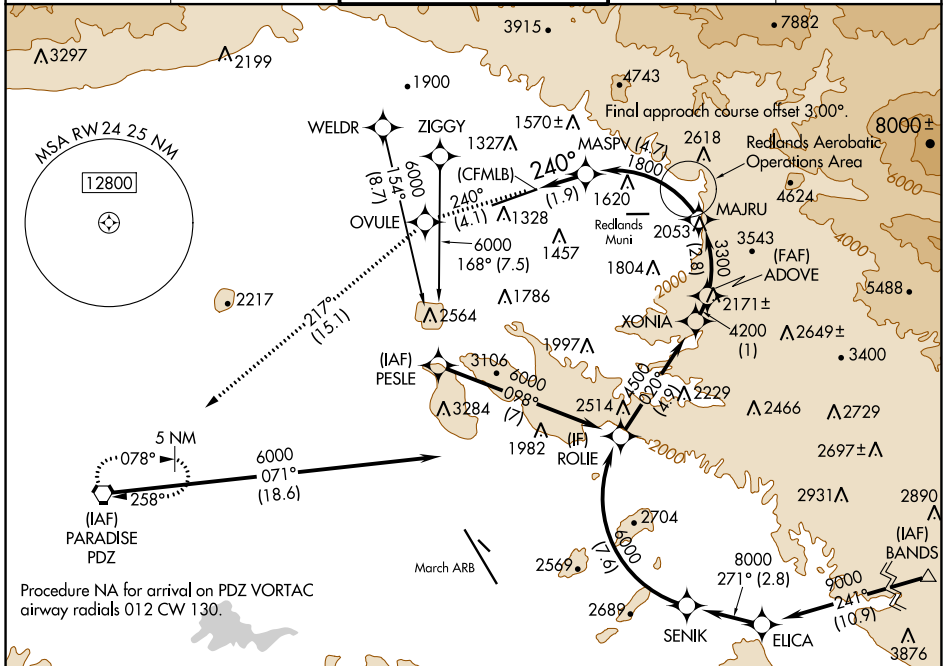 3297
2199
3915
7882
1900
4743
Final approach course offset 3.00°.
MSA RW24 25 NM
12800
WELDR
ZIGGY
1570±
1327
MASPV
(4.7)
1800
2618
Redlands Aerobatic
Operations Area
8000±
6000
154°
(8.7)
6000
(CFMLB)
240°
(1.9)
1620
4624
OVULE
240°
(4.1)
1328
Redlands
Muni
2053
MAJRU
4000
6000
168° (7.5)
1457
1804
(2.8)
3300
3543
(FAF)
ADOVE
5488
2217
217°
(15.1)
1786
2000
2171±
2564
XONIA
4200
(1)
2649±
3400
1997
(IAF)
PESLE
3106
6000
098°
(7)
4500
020°
(4.9)
2229
3284
2514
2466
2729
1982
(IF)
ROLIE
2000
2697±
5 NM
078°
258°
6000
071°
(18.6)
(IAF)
PARADISE
PDZ
2931
2890
2704
(IAF)
BANDS
March ARB
2569
6000
(7.6)
8000
271° (2.8)
9000
241°
(10.9)
Procedure NA for arrival on PDZ VORTAC
airway radials 012 CW 130.
2689
SENIK
ELICA
3876